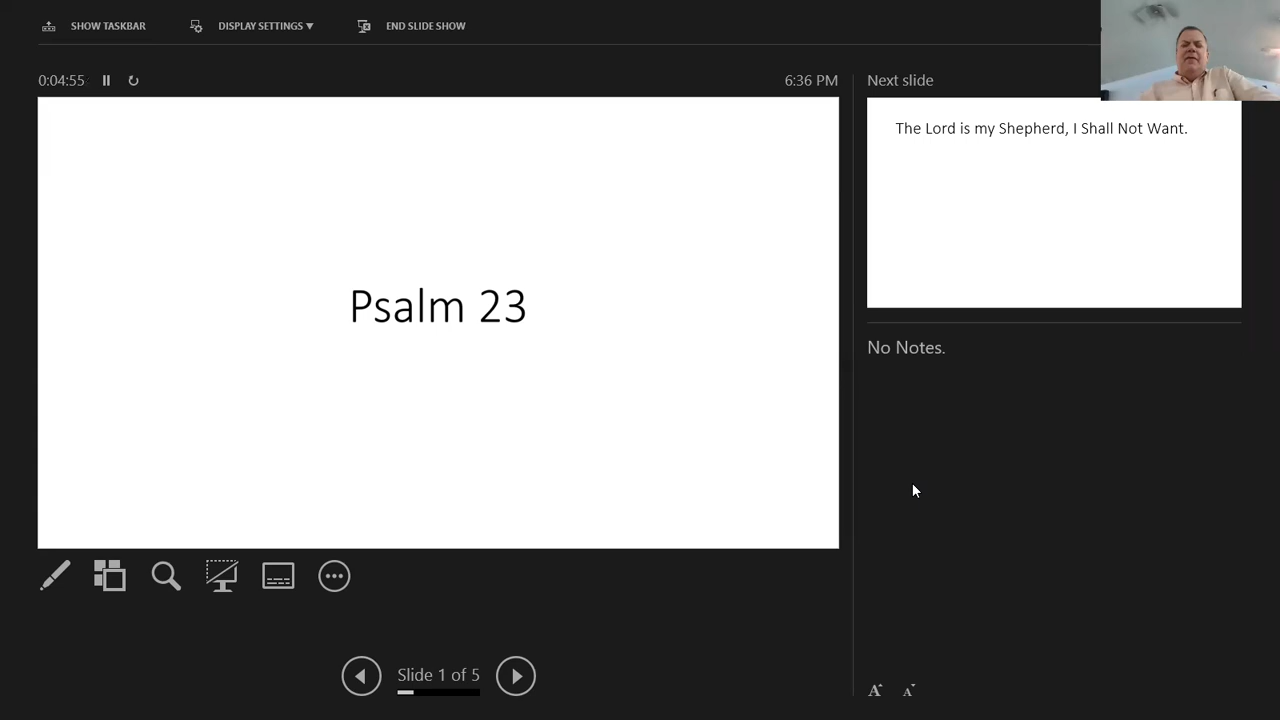 SHOW TASKBAR
DISPLAY SETTINGS ▼
END SLIDE SHOW
0:04:55
6:36 PM
Next slide
Psalm 23
The Lord is my Shepherd, I Shall Not Want.
No Notes.
Slide 1 of 5
A A